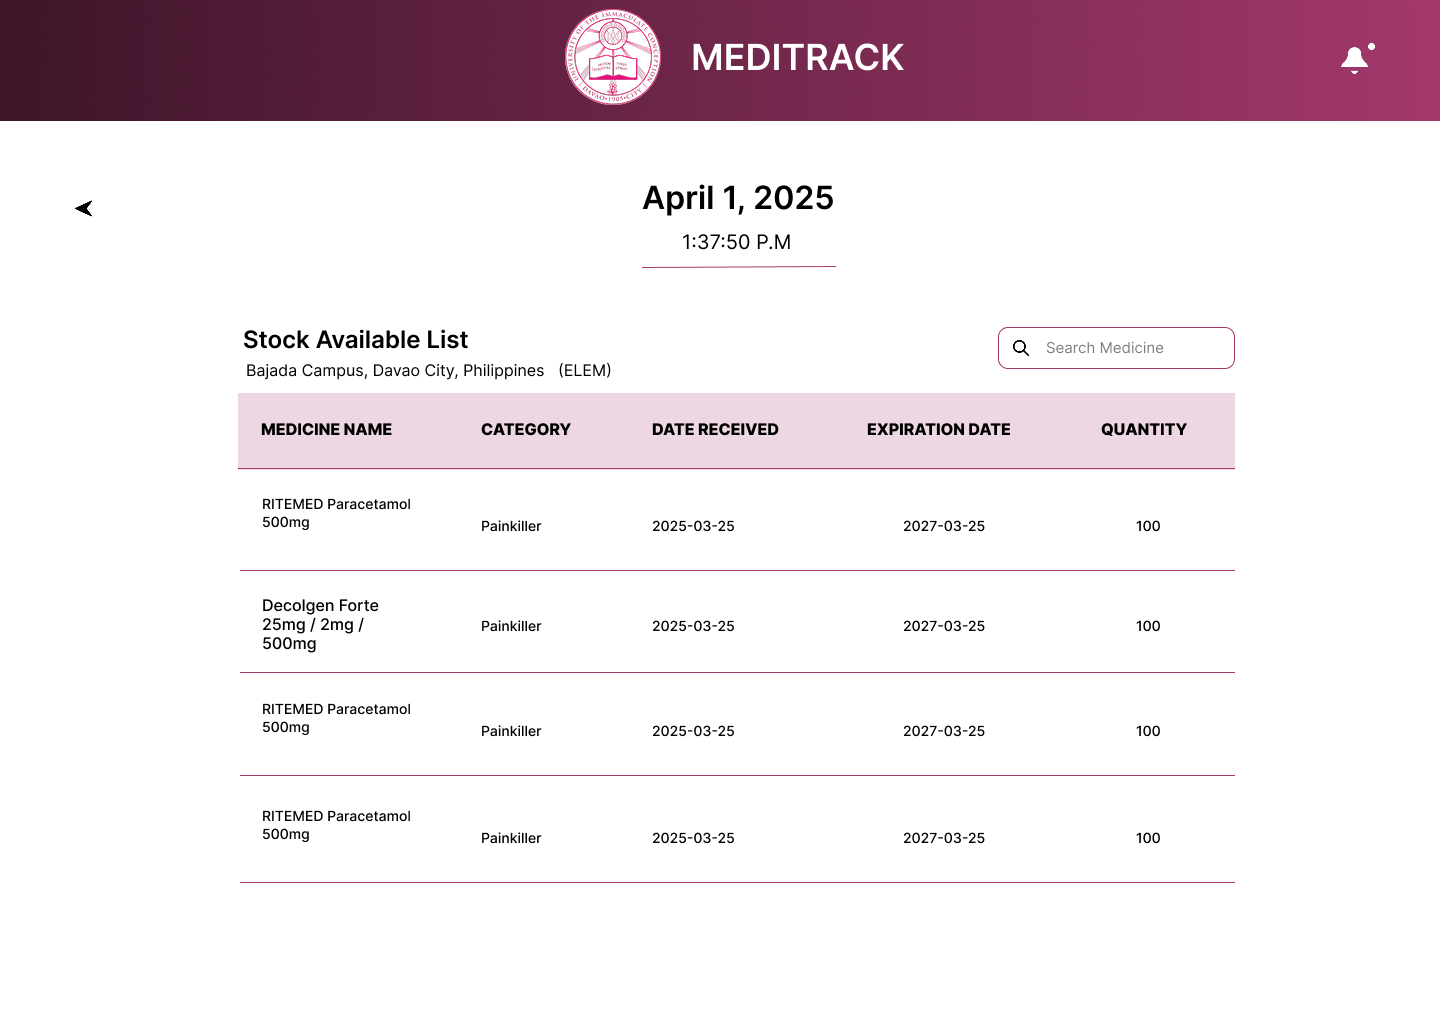 UNIVERSITY OF THE IMMACULATE CONCEPTION
DAVAO • 1905 • CITY
MEDITRACK
April 1, 2025
1:37:50 P.M
Stock Available List
Search Medicine
Bajada Campus, Davao City, Philippines (ELEM)
MEDICINE NAME CATEGORY DATE RECEIVED EXPIRATION DATE QUANTITY
RITEMED Paracetamol
500mg
Painkiller 2025-03-25 2027-03-25 100
Decolgen Forte
25mg / 2mg /
500mg
Painkiller 2025-03-25 2027-03-25 100
RITEMED Paracetamol
500mg
Painkiller 2025-03-25 2027-03-25 100
RITEMED Paracetamol
500mg
Painkiller 2025-03-25 2027-03-25 100